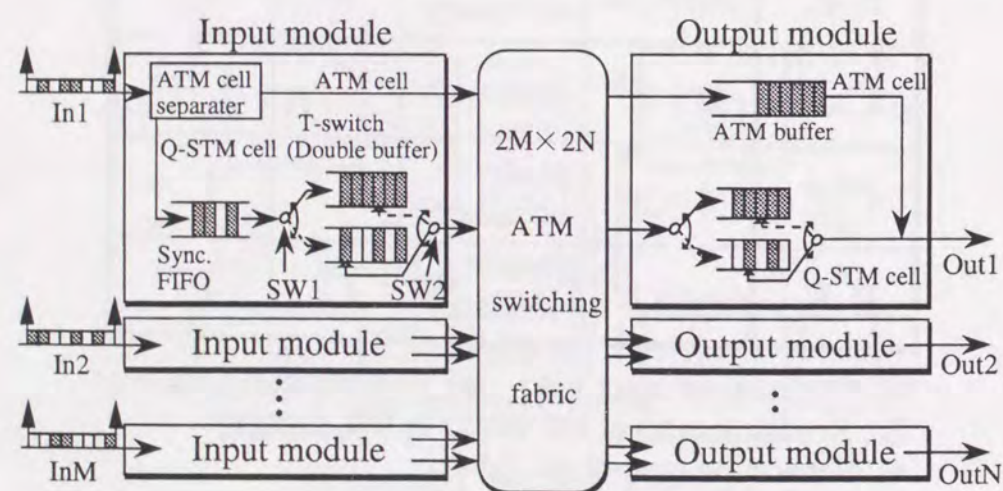 Input module
Output module
In1
ATM cell
separater
ATM cell
T-switch
Q-STM cell (Double buffer)
Sync.
FIFO
SW1
SW2
2M×2N
ATM
switching
fabric
ATM cell
ATM buffer
Q-STM cell
Out1
In2
Input module
Output module
Out2
InM
Input module
Output module
OutN